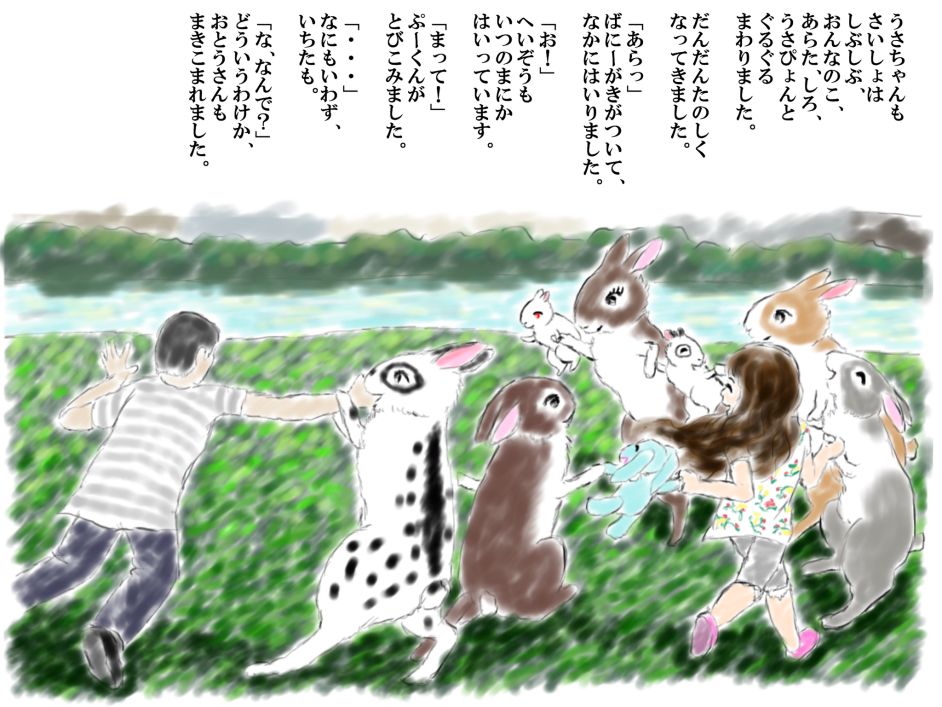 うさちゃんも
さいしょは
しぶしぶ、
おんなのこ、
あらた、しろ、
うさぴょんと
ぐるぐる
まわりました。
だんだんたのしく
なってきました。
「あらっ」
ばにーがきがついて、
なかにはいりました。
「お！」
へいぞうも
いつのまにか
はいっています。
「まって！」
ぷーくんが
とびこみました。
「・・・・」
なにもいわず、
いちたも。
「な、なんで？」
どういうわけか、
おとうさんも
まきこまれました。